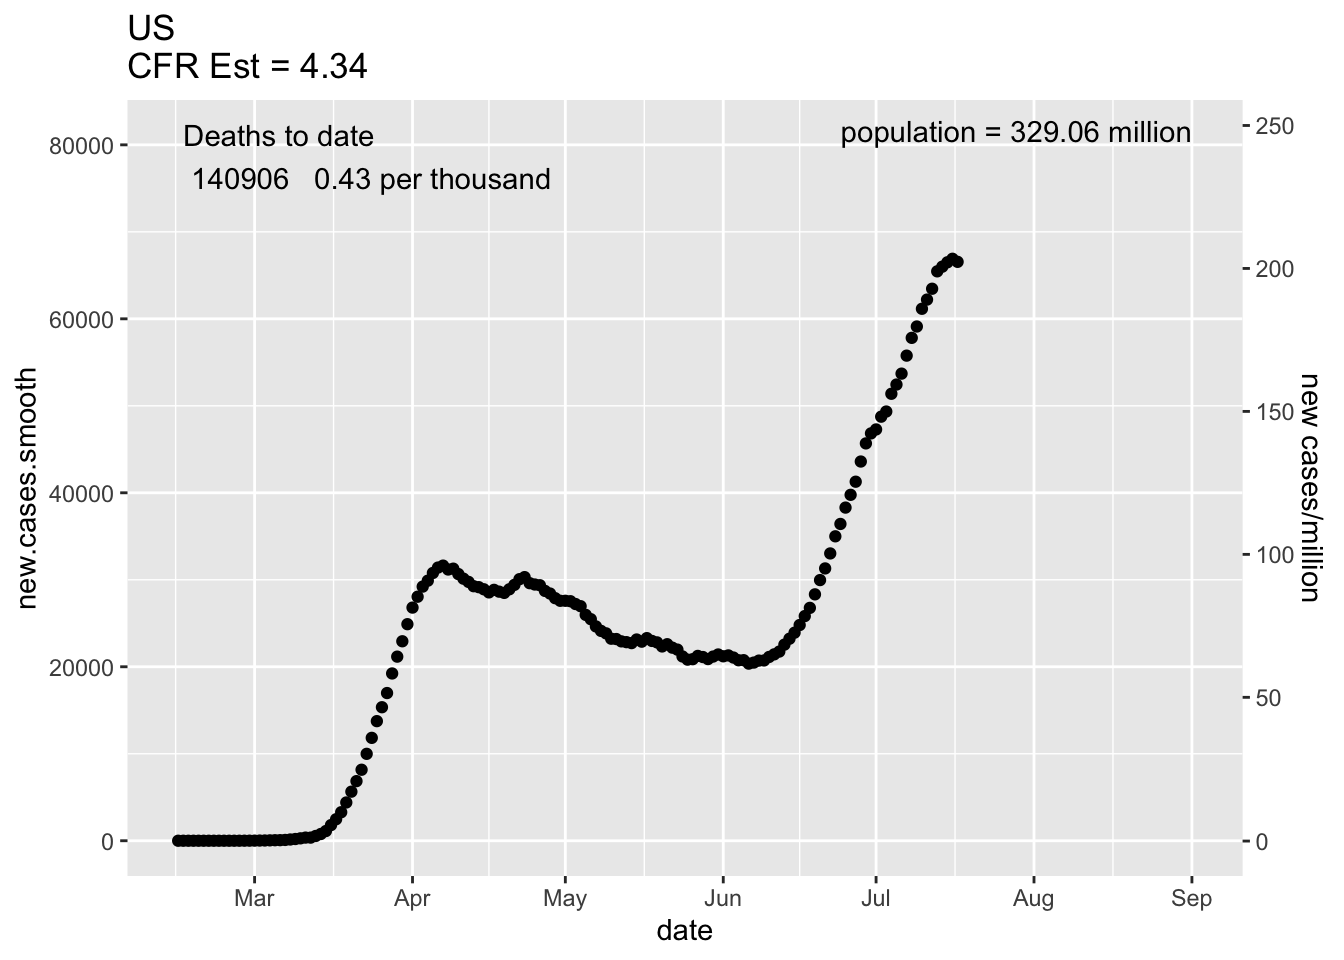 US
CFR Est = 4.34
Deaths to date
140906 0.43 per thousand
population = 329.06 million
80000
60000
40000
20000
0
new.cases.smooth
250
200
150
100
50
0
new cases/million
Mar Apr May Jun Jul Aug Sep
date